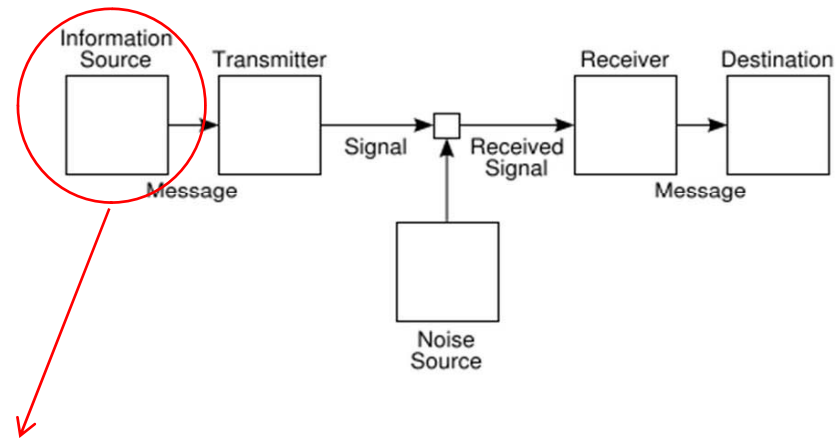 Information
Source
Transmitter
Receiver
Destination
Signal
Received
Signal
Message
Message
Noise
Source